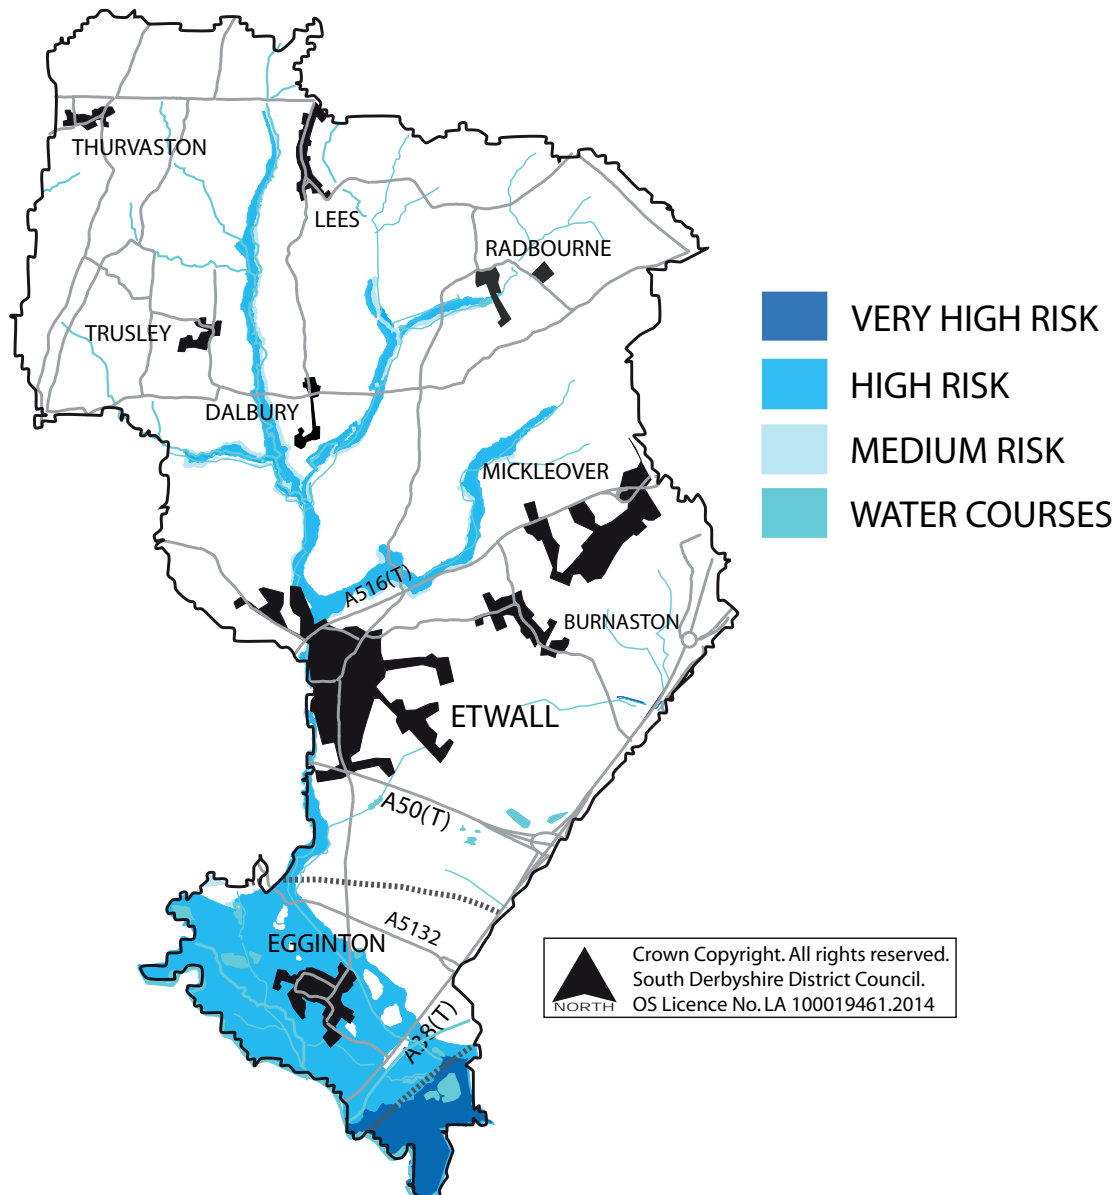 THURVASTON
LEES
RADBOURNE
TRUSLEY
DALBURY
MICKLEOVER
A516(T)
BURNASTON
ETWALL
A50(T)
A5132
EGGINTON
A38(T)
VERY HIGH RISK
HIGH RISK
MEDIUM RISK
WATER COURSES
NORTH
Crown Copyright. All rights reserved.
South Derbyshire District Council.
OS Licence No. LA 100019461.2014